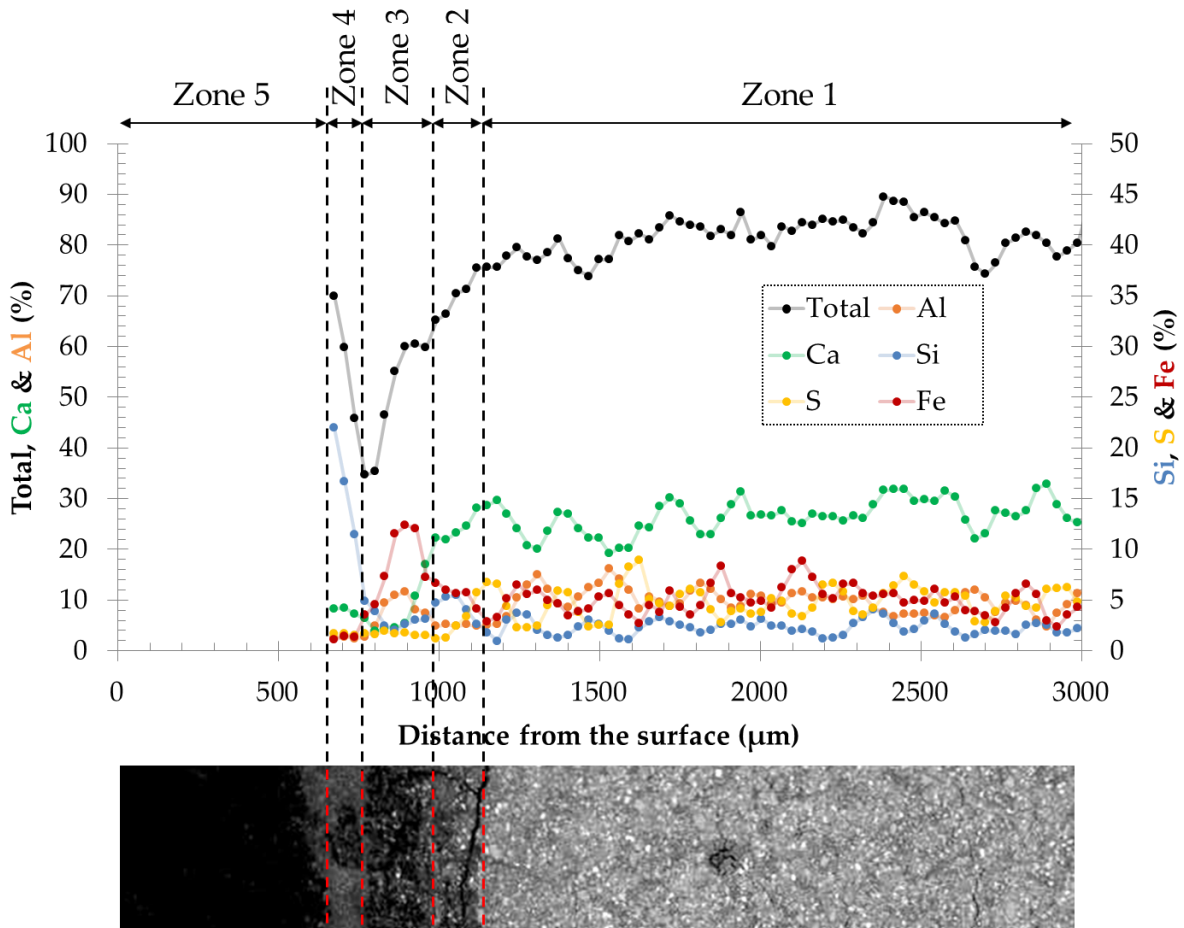 Zone 4
Zone 3
Zone 2
Zone 5
Zone 1
100
90
80
70
60
50
40
30
20
10
0
Total, Ca & Al (%)
50
45
40
35
30
25
20
15
10
5
0
Si, S & Fe (%)
Total
Al
Ca
Si
S
Fe
0
500
1000
1500
2000
2500
3000
Distance from the surface (µm)